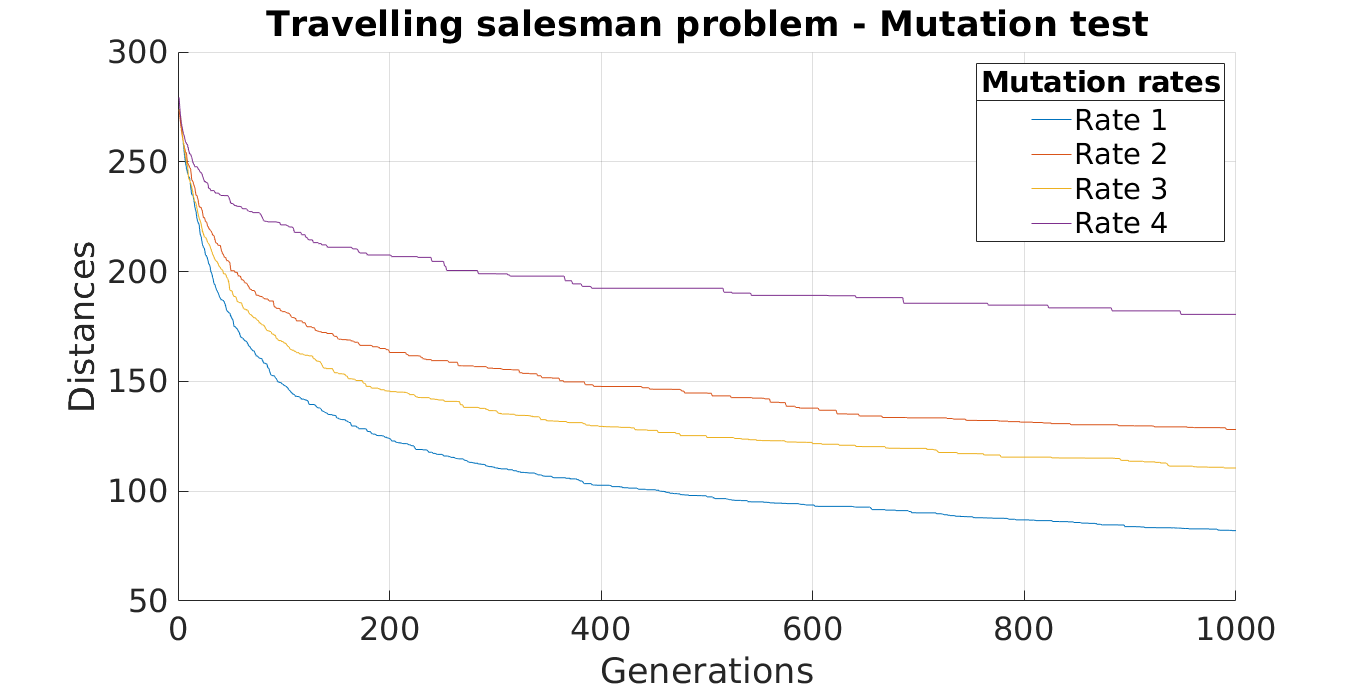 Travelling salesman problem - Mutation test
300
250
200
150
100
50
Distances
Mutation rates
Rate 1
Rate 2
Rate 3
Rate 4
0 200 400 600 800 1000
Generations